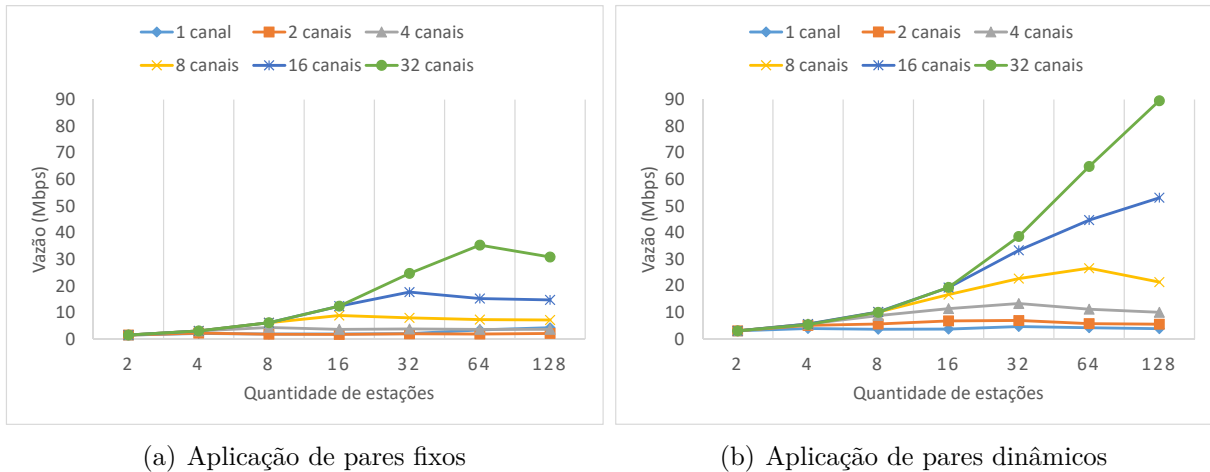 1 canal 2 canais 4 canais
8 canais 16 canais 32 canais
90
80
70
60
50
40
30
20
10
0
Vazão (Mbps)
2 4 8 16 32 64 128
Quantidade de estações
(a) Aplicação de pares fixos
1 canal 2 canais 4 canais
8 canais 16 canais 32 canais
90
80
70
60
50
40
30
20
10
0
Vazão (Mbps)
2 4 8 16 32 64 128
Quantidade de estações
(b) Aplicação de pares dinâmicos